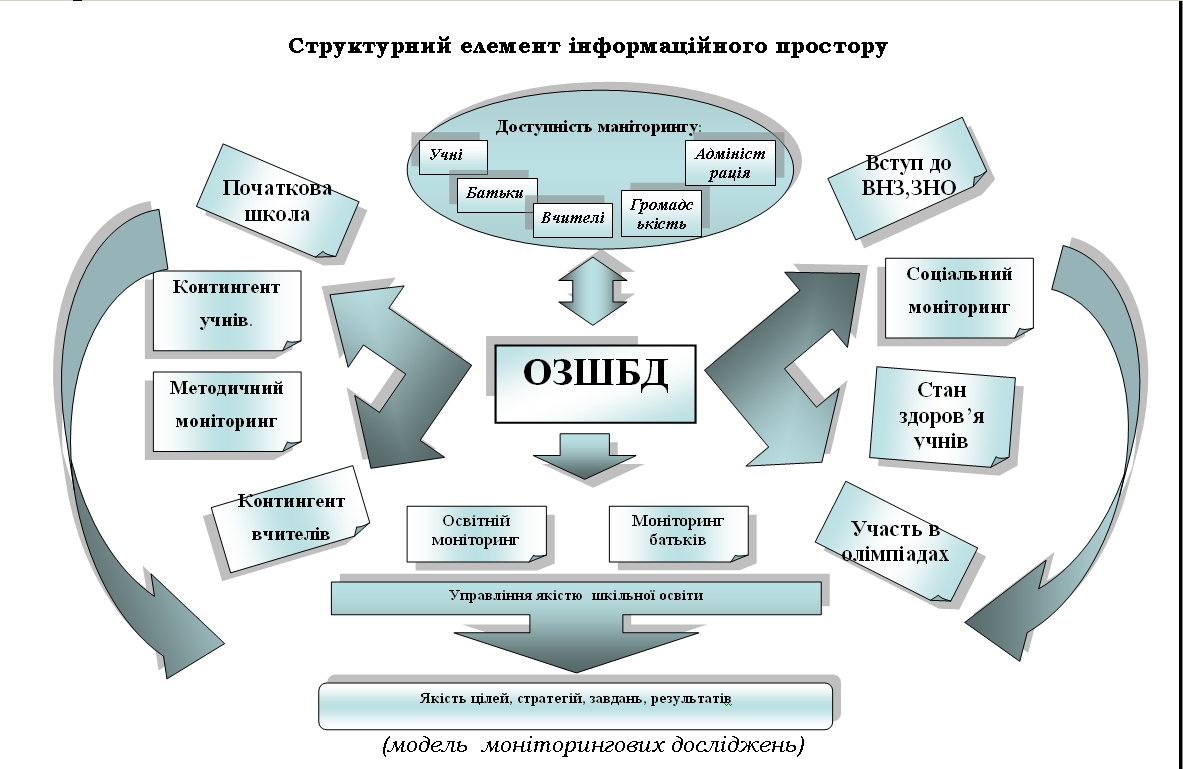 Структурний елемент інформаційного простору
Доступність маніторингу:
Учні
Батьки
Вчителі
Громадс
ькість
Адмініст
рація
Початкова
школа
Контингент
учнів.
Методичний
моніторинг
Контингент
вчителів
ОЗШБД
Вступ до
ВНЗ,ЗНО
Соціальний
моніторинг
Стан
здоров’я
учнів
Участь в
олімпіадах
Освітній
моніторинг
Моніторинг
батьків
Управління якістю шкільної освіти
Якість цілей, стратегій, завдань, результатів
(модель моніторингових досліджень)